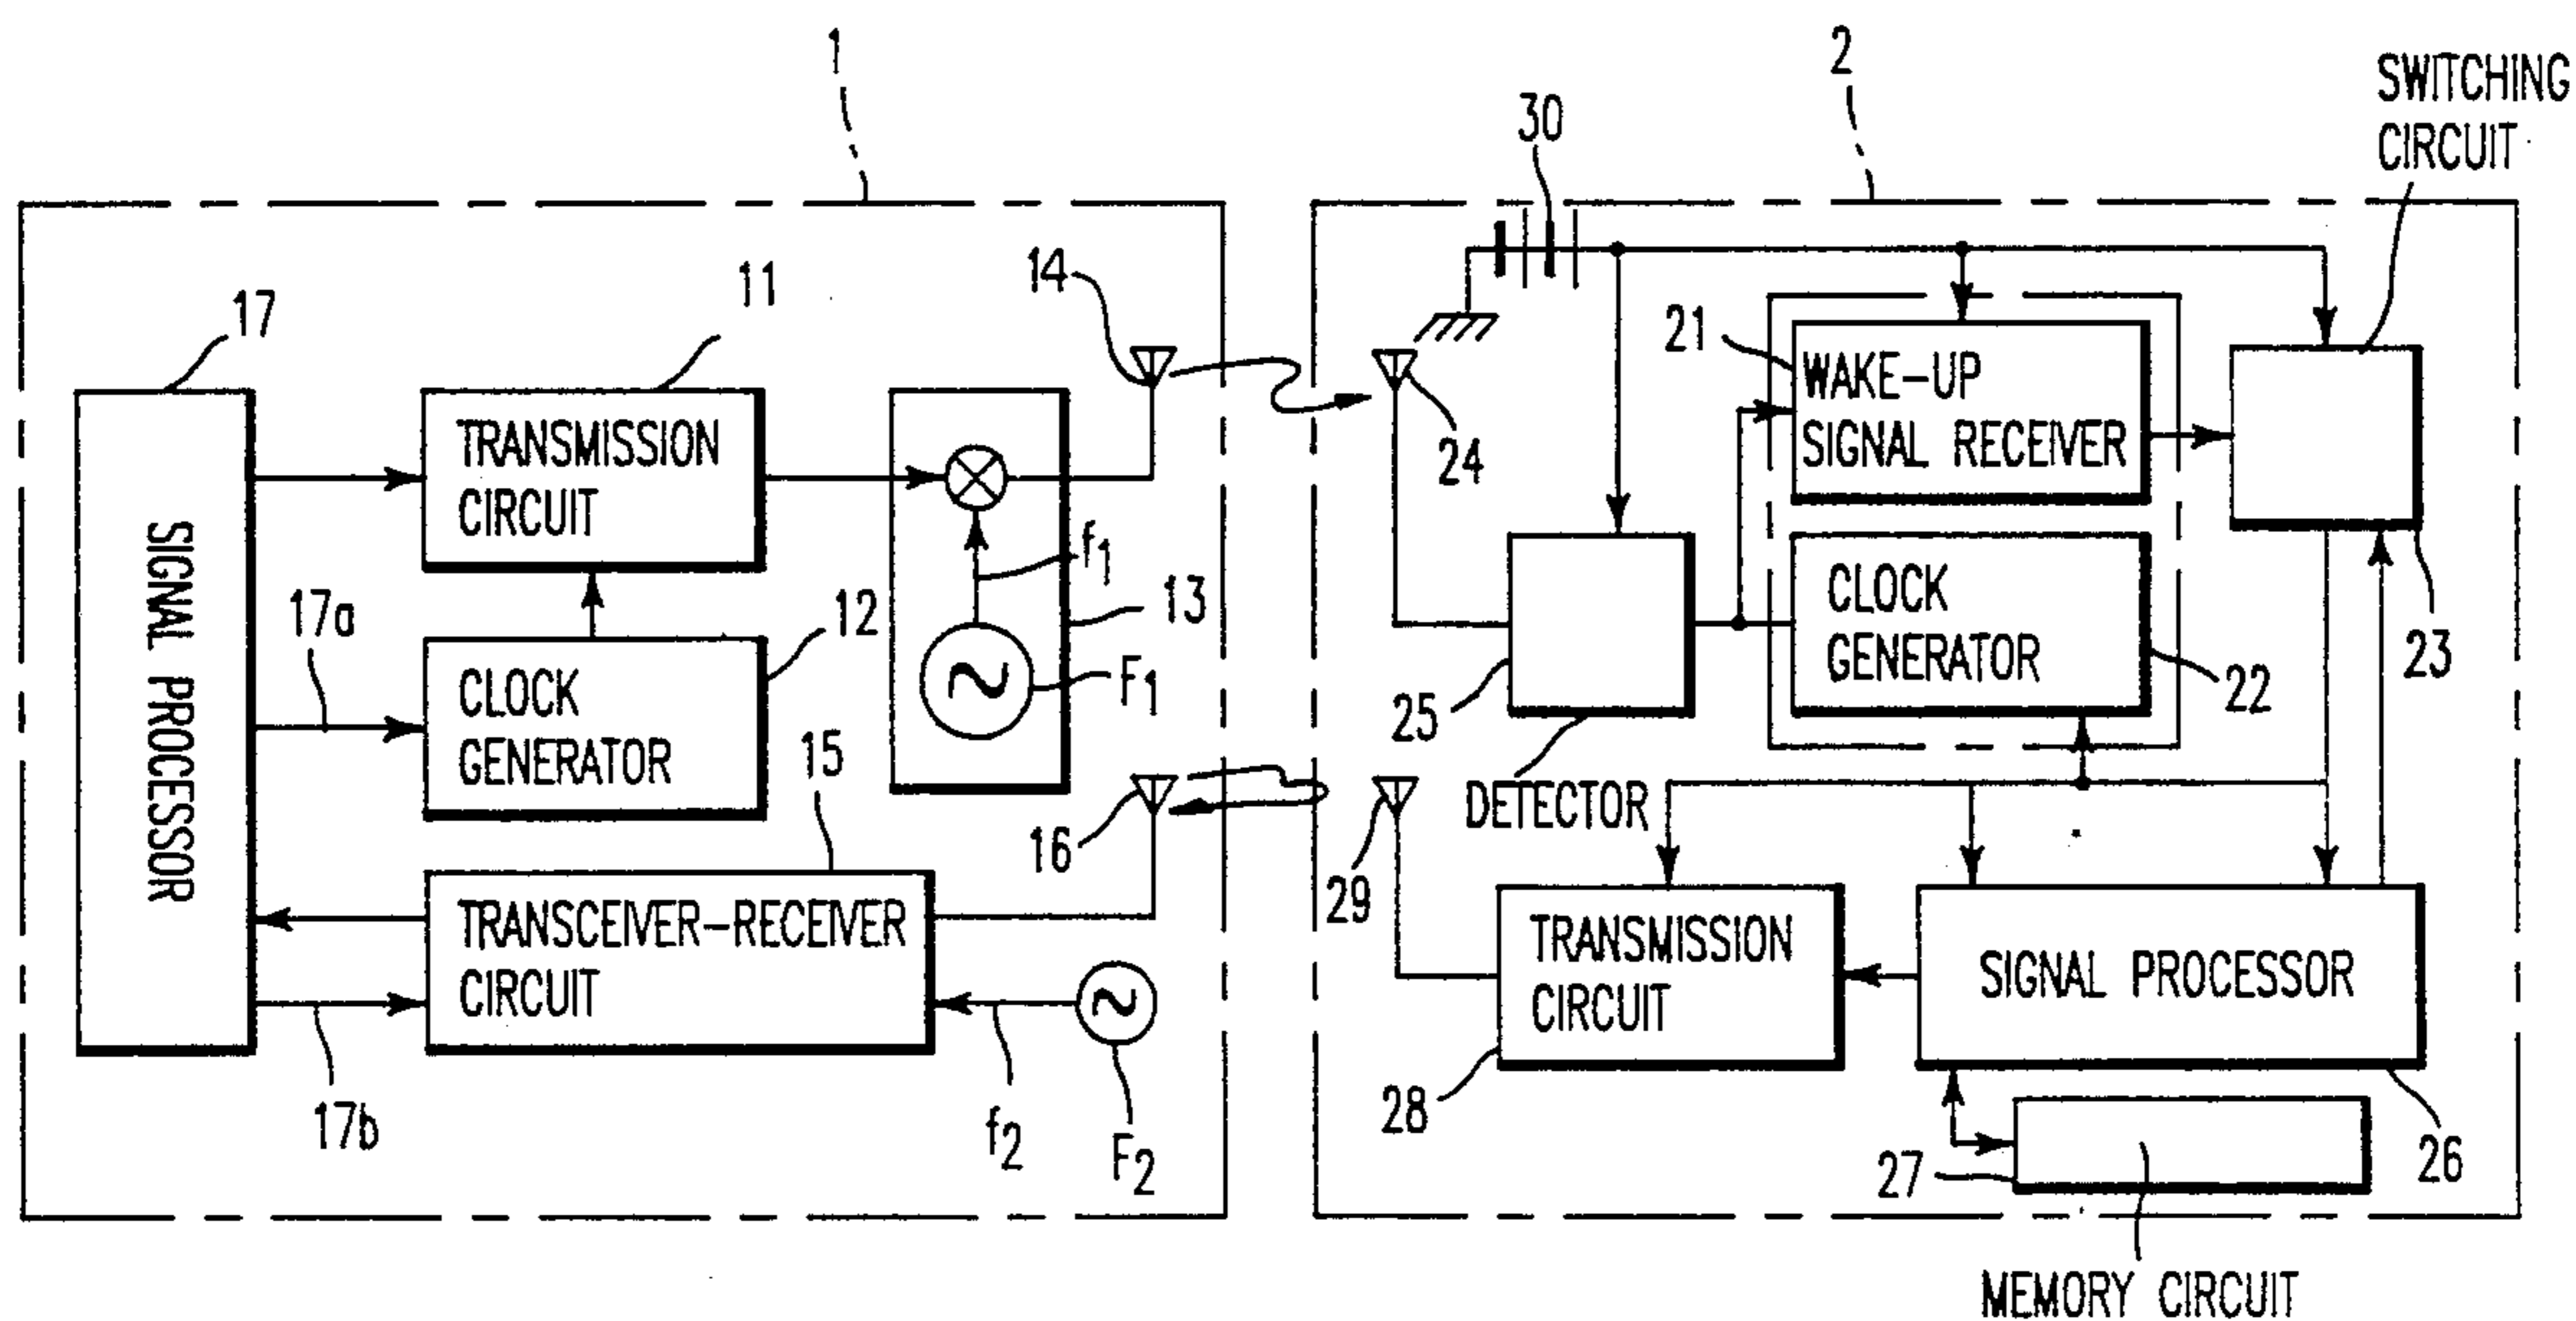 1
2
SWITCHING
CIRCUIT
30
17
11
14
21
WAKE-UP
SIGNAL RECEIVER
24
TRANSMISSION
CIRCUIT
SIGNAL PROCESSOR
f1
13
17a
12
CLOCK
GENERATOR
F1
25
DETECTOR
CLOCK
GENERATOR
22
23
15
16
TRANSCEIVER-RECEIVER
CIRCUIT
17b
f2
F2
29
TRANSMISSION
CIRCUIT
28
SIGNAL PROCESSOR
26
27
MEMORY CIRCUIT